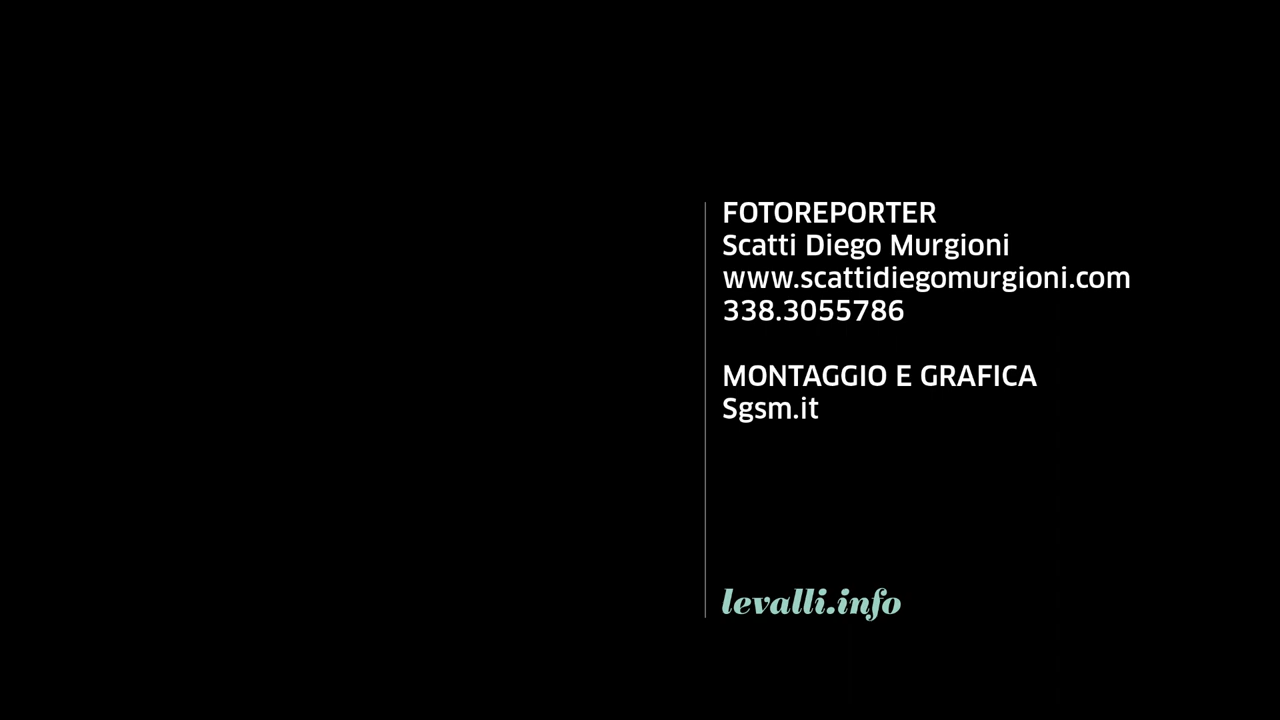 FOTOREPORTER
Scatti Diego Murgioni
www.scattidiegomurgioni.com
338.3055786
MONTAGGIO E GRAFICA
Sgsm.it
levalli.info